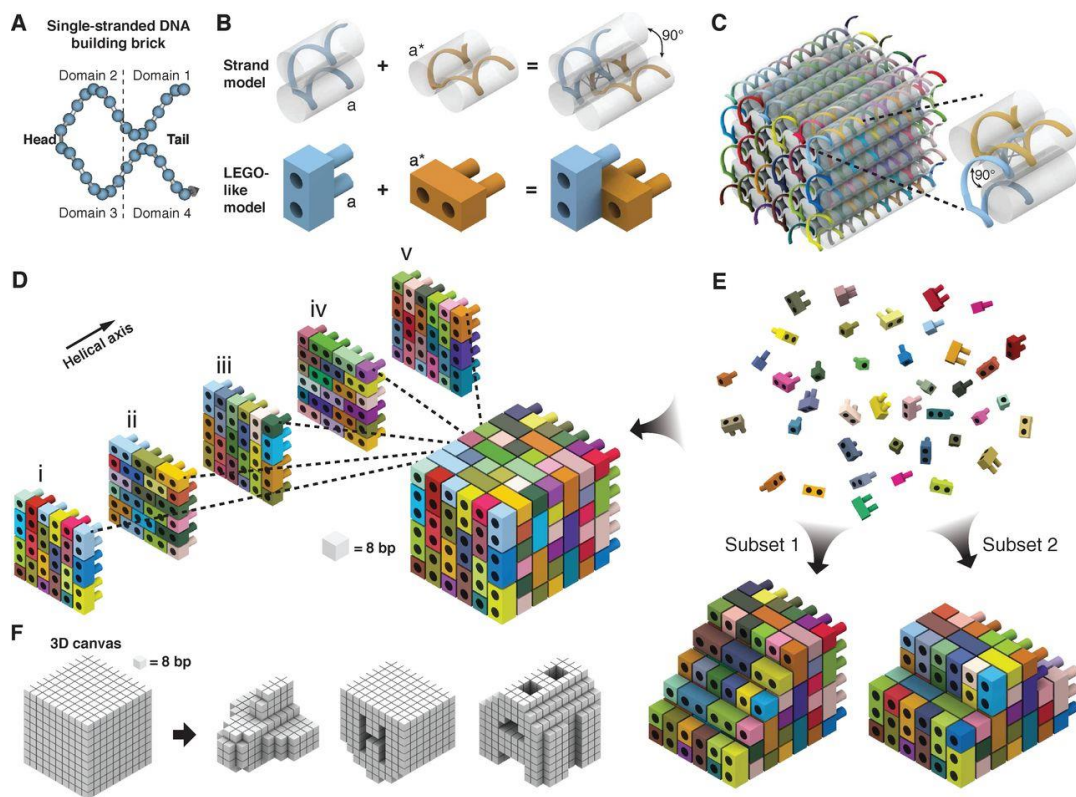 A
Single-stranded DNA
building brick
Domain 2
Domain 1
Head
Tail
Domain 3
Domain 4
B
Strand
model
a
+
a*
=
90°
LEGO-
like
model
a
+
a*
=
C
90°
D
Helical axis
i
ii
iii
iv
v
= 8 bp
E
Subset 1
Subset 2
F
3D canvas
= 8 bp